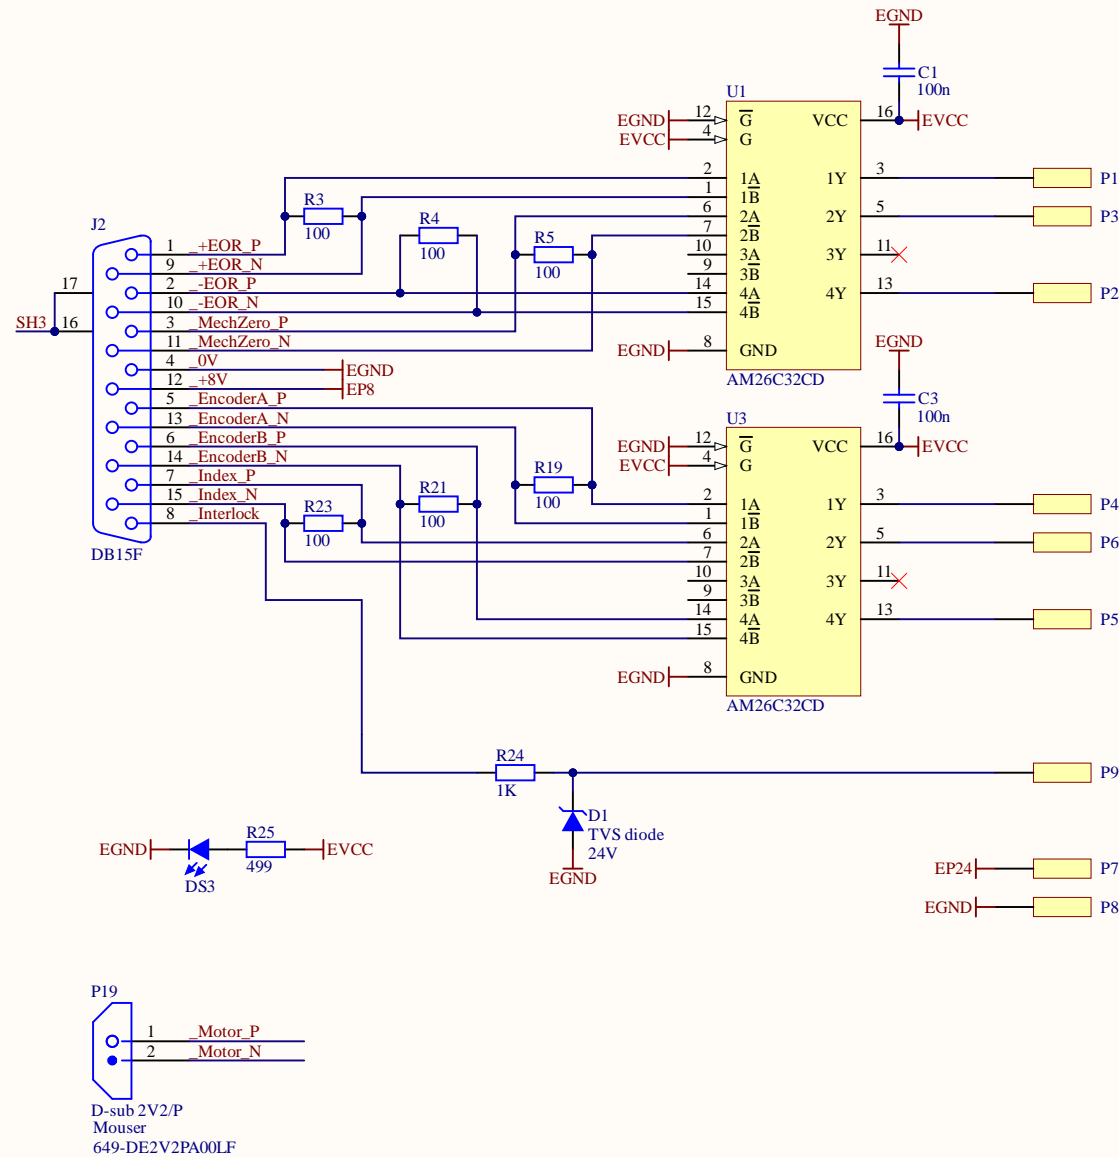 EGND
C1
100n
U1
EGND 12 G VCC 16 EVCC
EVCC 4 G
2 1A 1Y 3 P1
R3 1 1B
J2 R4 6 2A 2Y 5 P3
100 R5 7 2B
1 _+EOR_P 100 10 3A 3Y 11
9 _+EOR_N 100 9 3B
17 2 _-EOR_P 14 4A 4Y 13 P2
10 _-EOR_N 15 4B
SH3 16 3 _MechZero_P
11 _MechZero_N EGND 8 GND EGND
4 _0V EGND
12 _+8V EP8 AM26C32CD
5 _EncoderA_P C3
13 _EncoderA_N 100n
U3
6 _EncoderB_P EGND 12 G VCC 16 EVCC
14 _EncoderB_N EVCC 4 G
7 _Index_P R19
15 _Index_N R21 100 2 1A 1Y 3 P4
8 _Interlock R23 100 1 1B
100 6 2A 2Y 5 P6
DB15F 7 2B
10 3A 3Y 11
9 3B
14 4A 4Y 13 P5
15 4B
EGND 8 GND
AM26C32CD
R24 P9
1K
D1
TVS diode
24V
EGND
EGND R25 EVCC
499
DS3
EP24 P7
EGND P8
P19
1 _Motor_P
2 _Motor_N
D-sub 2V2/P
Mouser
649-DE2V2PA00LF